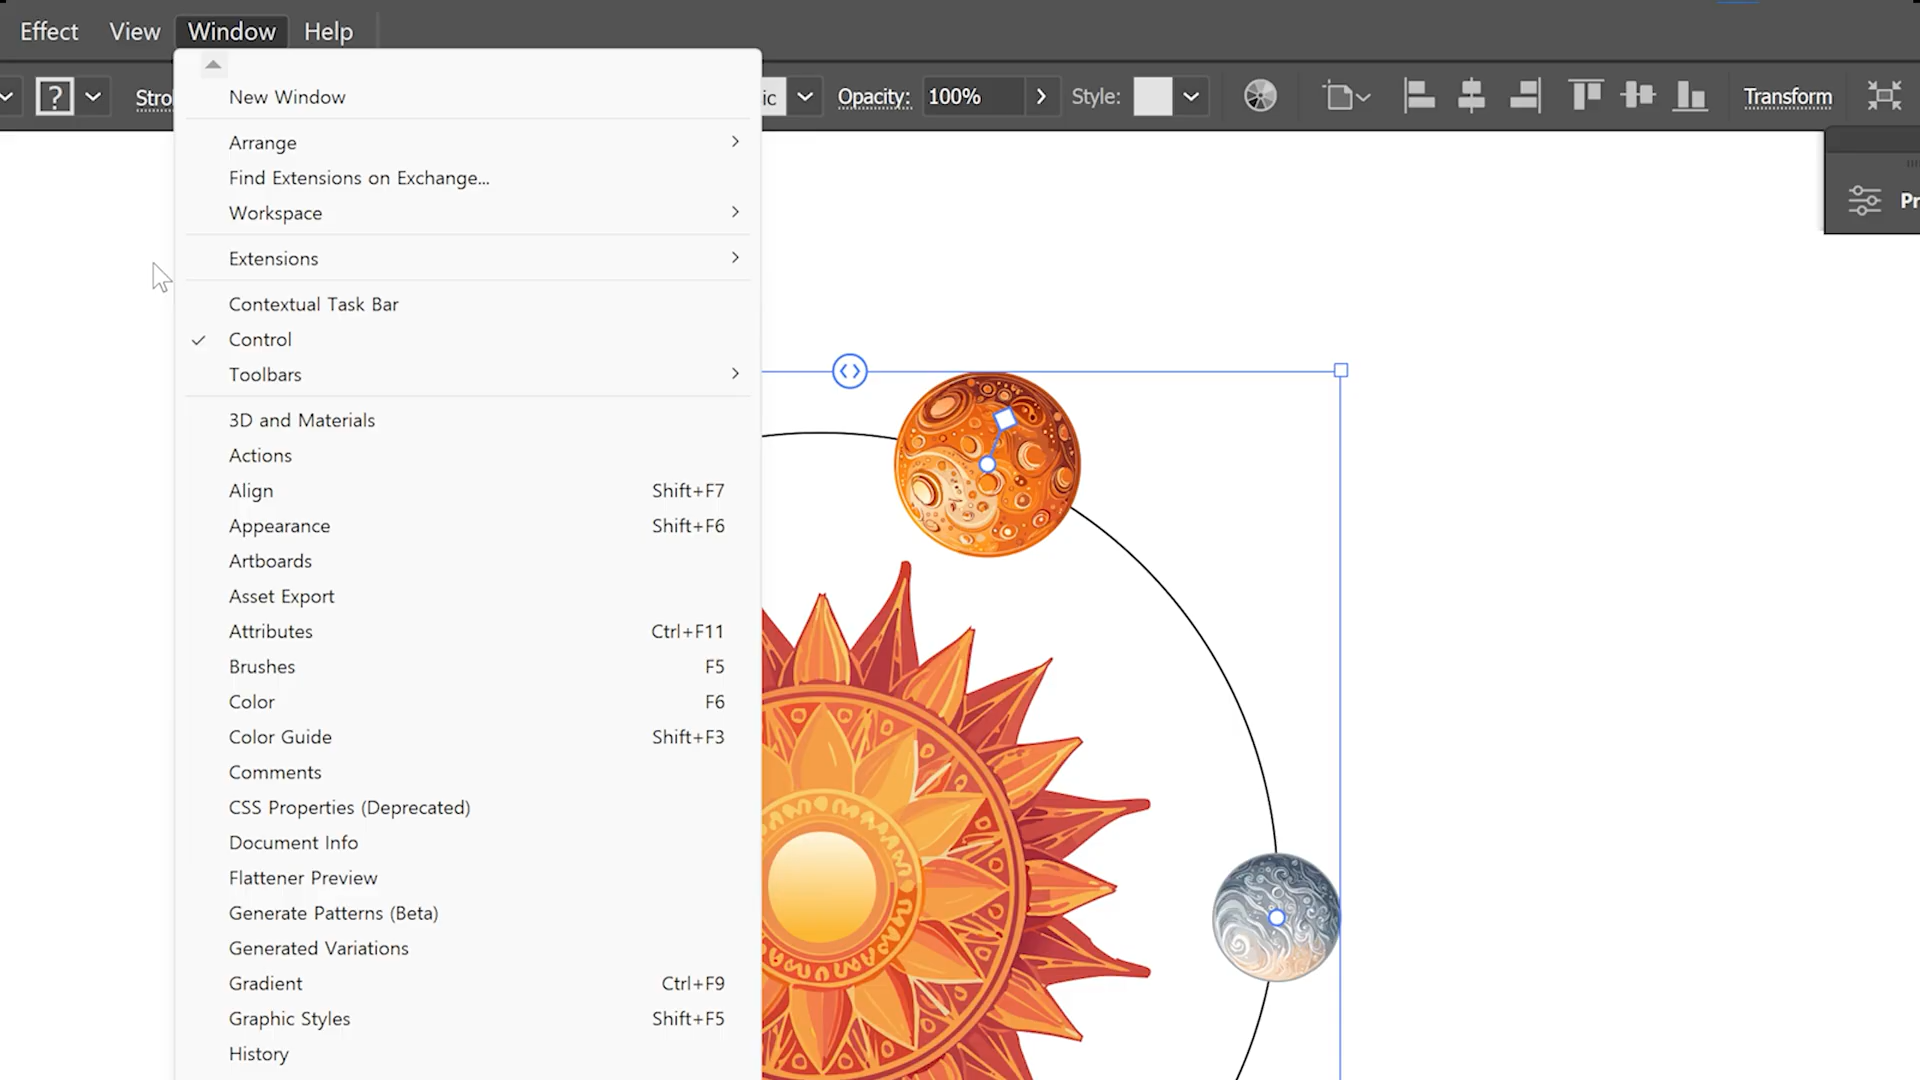 Effect View Window Help
? Stro ic Opacity: 100% Style: Transform
New Window
Arrange
Find Extensions on Exchange...
Workspace
Pr
Extensions
Contextual Task Bar
Control
Toolbars
3D and Materials
Actions
Align Shift+F7
Appearance Shift+F6
Artboards
Asset Export
Attributes Ctrl+F11
Brushes F5
Color F6
Color Guide Shift+F3
Comments
CSS Properties (Deprecated)
Document Info
Flattener Preview
Generate Patterns (Beta)
Generated Variations
Gradient Ctrl+F9
Graphic Styles Shift+F5
History